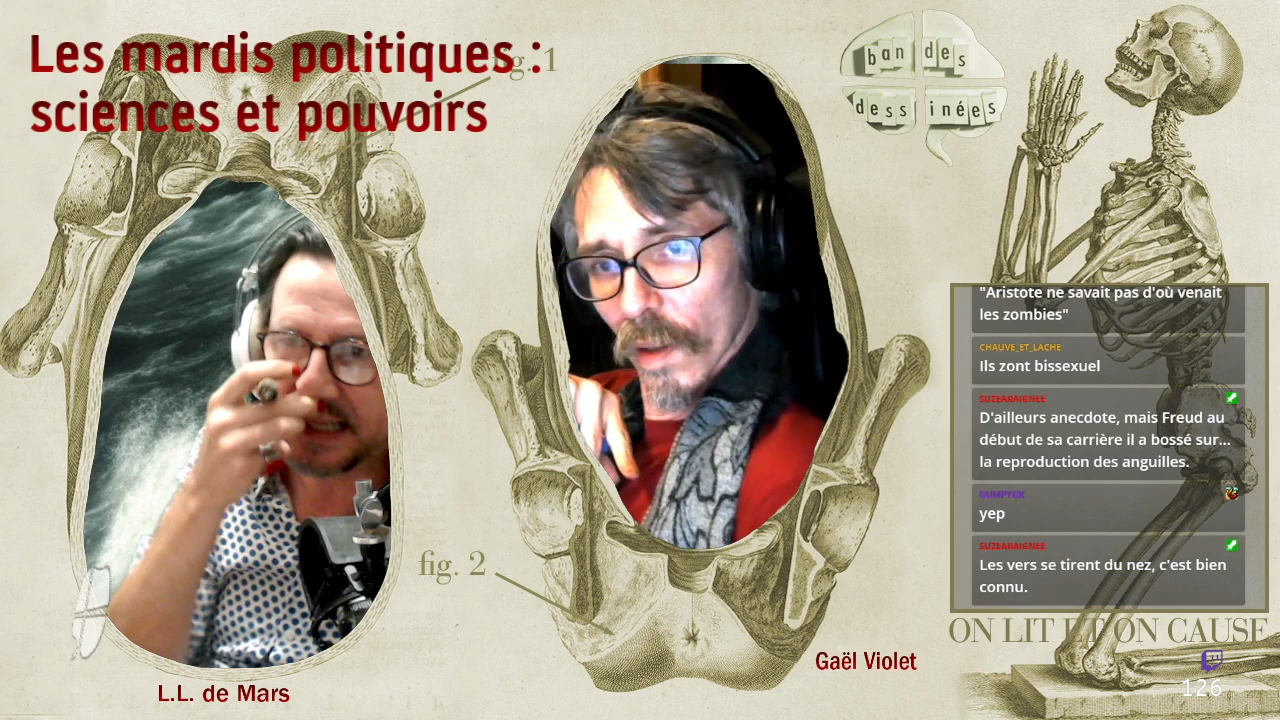 Les mardis politiques :
sciences et pouvoirs
fig. 1
ban des
dessinées
"Aristote ne savait pas d'où venait
les zombies"
CHAUVE_ET_LACHE
Ils zont bissexuel
SUZEARAIGNEE
D'ailleurs anecdote, mais Freud au
début de sa carrière il a bossé sur...
la reproduction des anguilles.
GUMPTER
yep
SUZEARAIGNEE
Les vers se tirent du nez, c'est bien
connu.
fig. 2
ON LIT ET ON CAUSE
Gaël Violet
126
L.L. de Mars